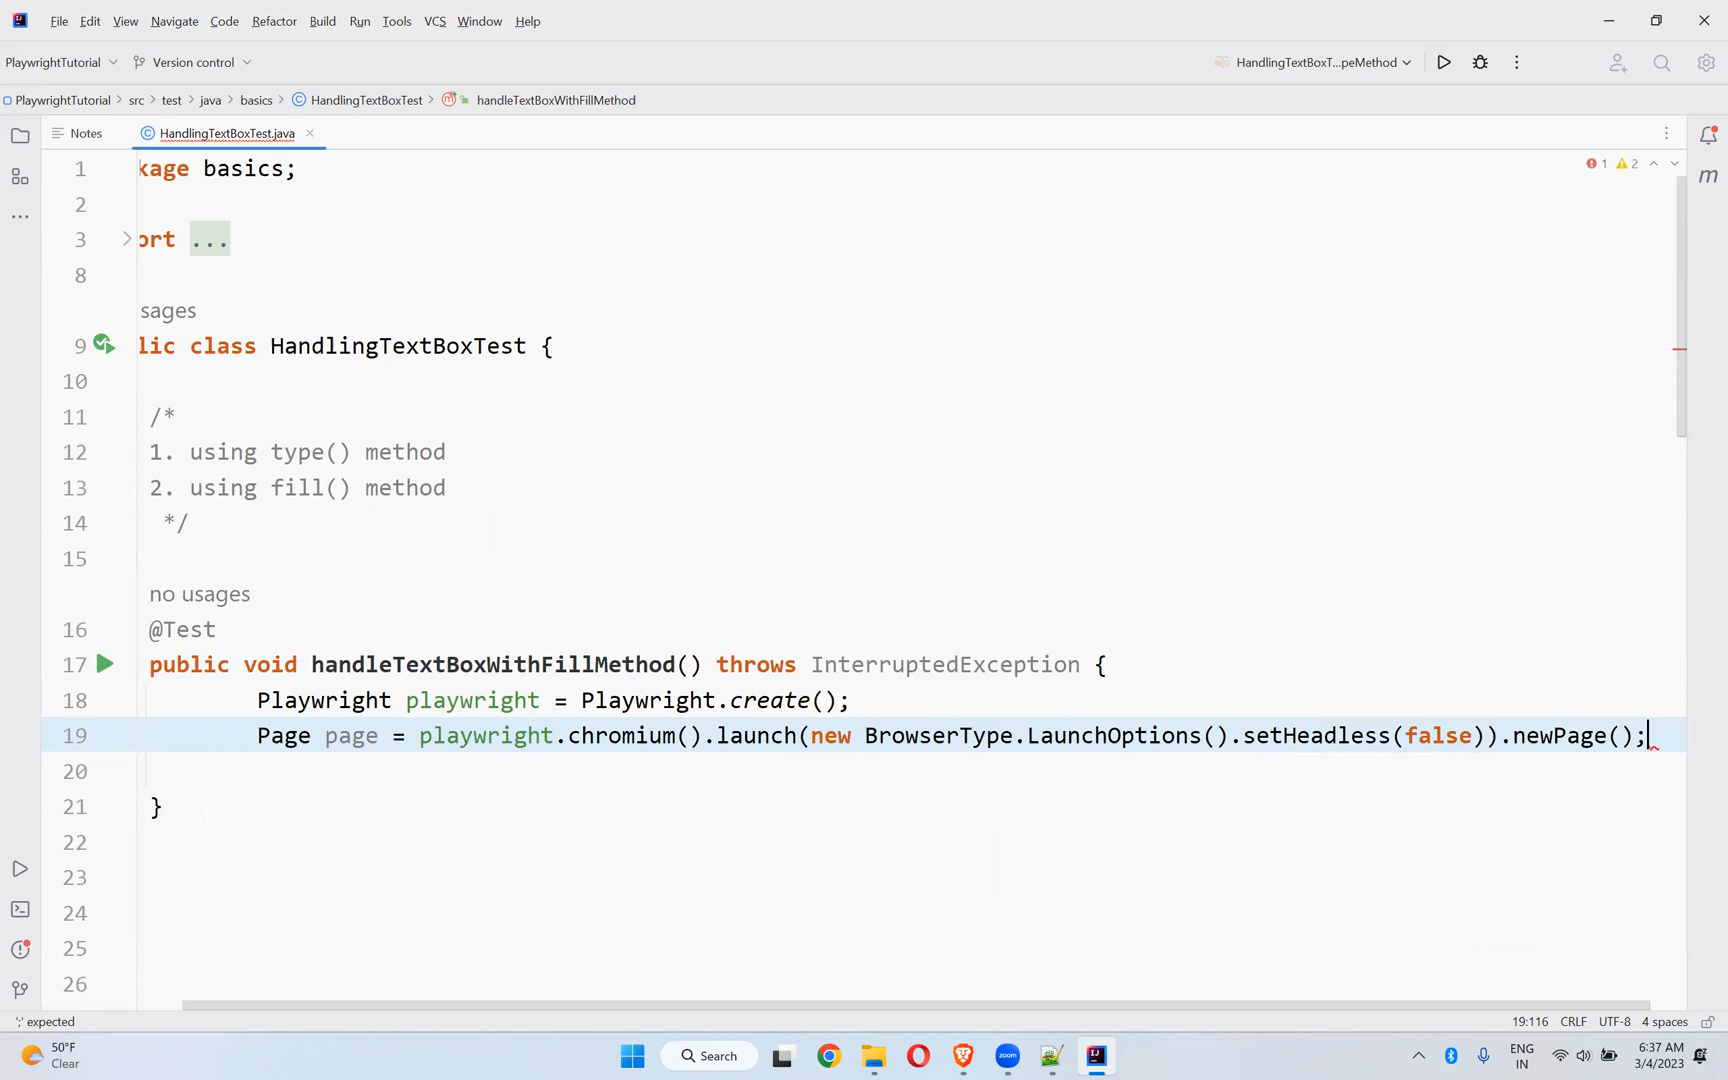 File Edit View Navigate Code Refactor Build Run Tools VCS Window Help
PlaywrightTutorial Version control HandlingTextBoxT...peMethod
PlaywrightTutorial src test java basics HandlingTextBoxTest handleTextBoxWithFillMethod
Notes HandlingTextBoxTest.java
1 2
1 kage basics;
2
3 ort ...
8
sages
9 lic class HandlingTextBoxTest {
10
11 /*
12 1. using type() method
13 2. using fill() method
14 */
15
no usages
16 @Test
17 public void handleTextBoxWithFillMethod() throws InterruptedException {
18 Playwright playwright = Playwright.create();
19 Page page = playwright.chromium().launch(new BrowserType.LaunchOptions().setHeadless(false)).newPage();
20
21 }
22
23
24
25
26
';' expected 19:116 CRLF UTF-8 4 spaces
50°F
Clear
Search
zoom
ENG
IN
6:37 AM
3/4/2023